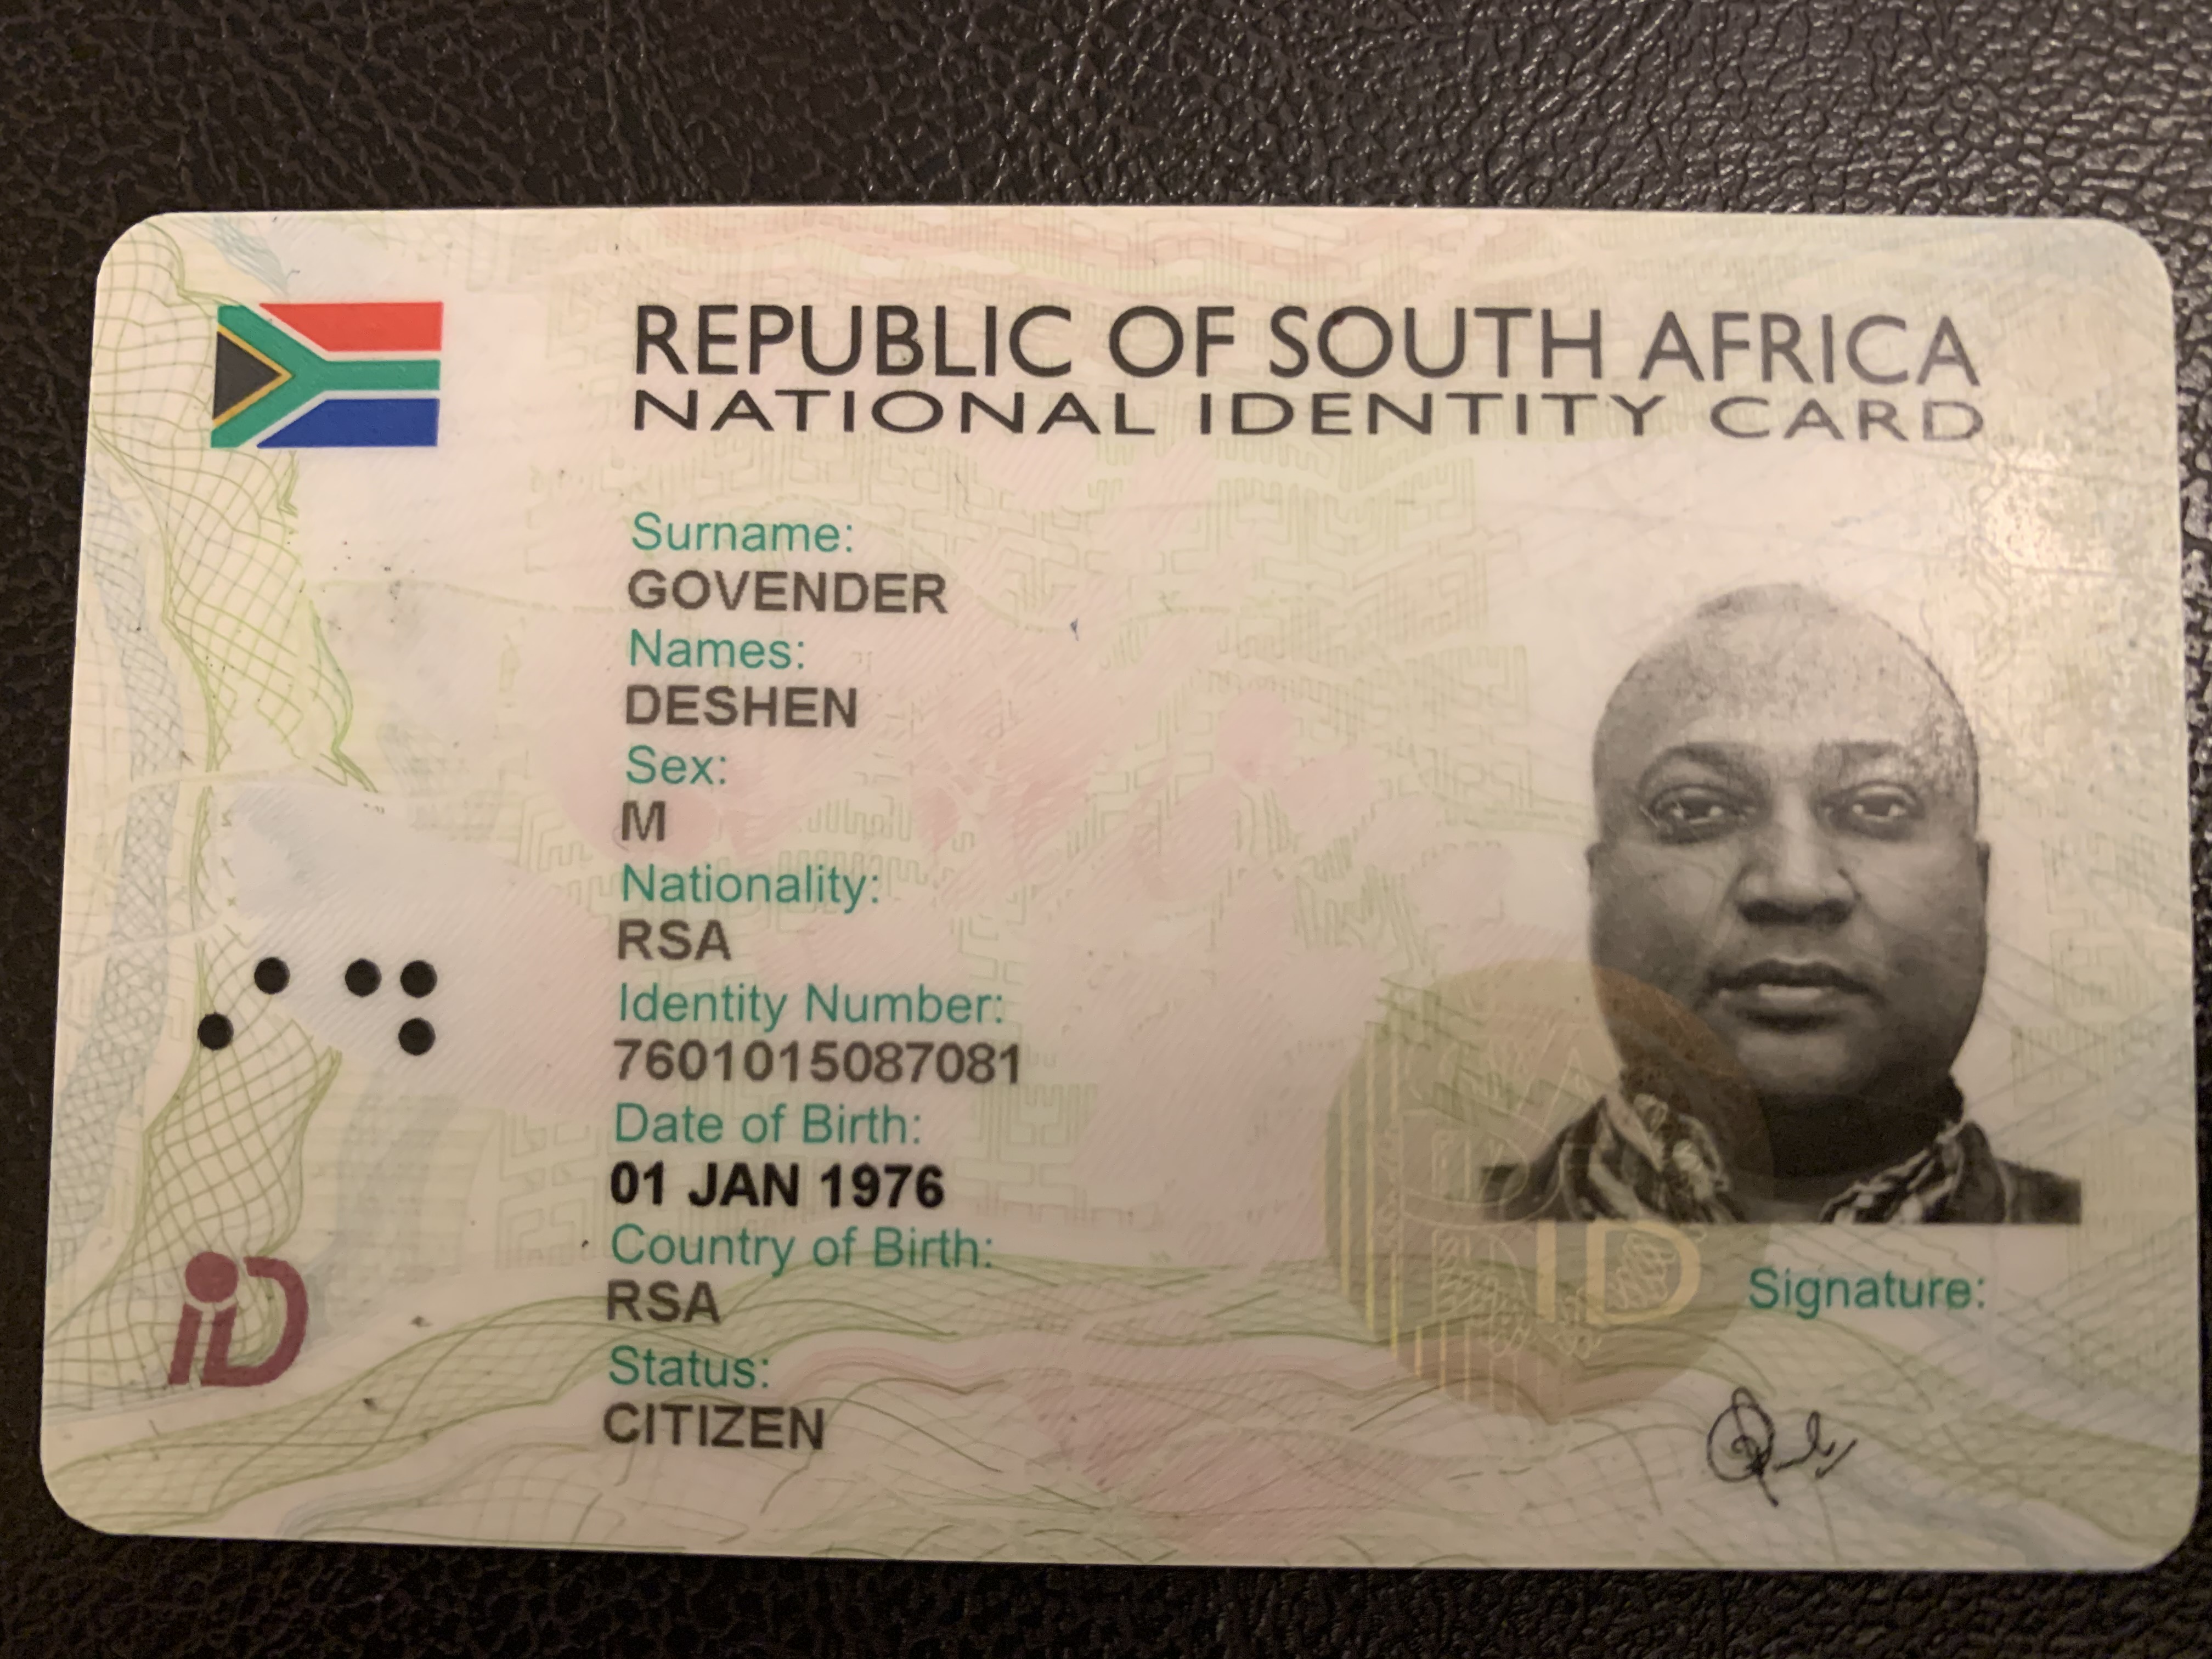 REPUBLIC OF SOUTH AFRICA
NATIONAL IDENTITY CARD
Surname:
GOVENDER
Names:
DESHEN
Sex:
M
Nationality:
RSA
Identity Number:
7601015087081
Date of Birth:
01 JAN 1976
Country of Birth:
RSA
Status:
CITIZEN
iD
ID
Signature: